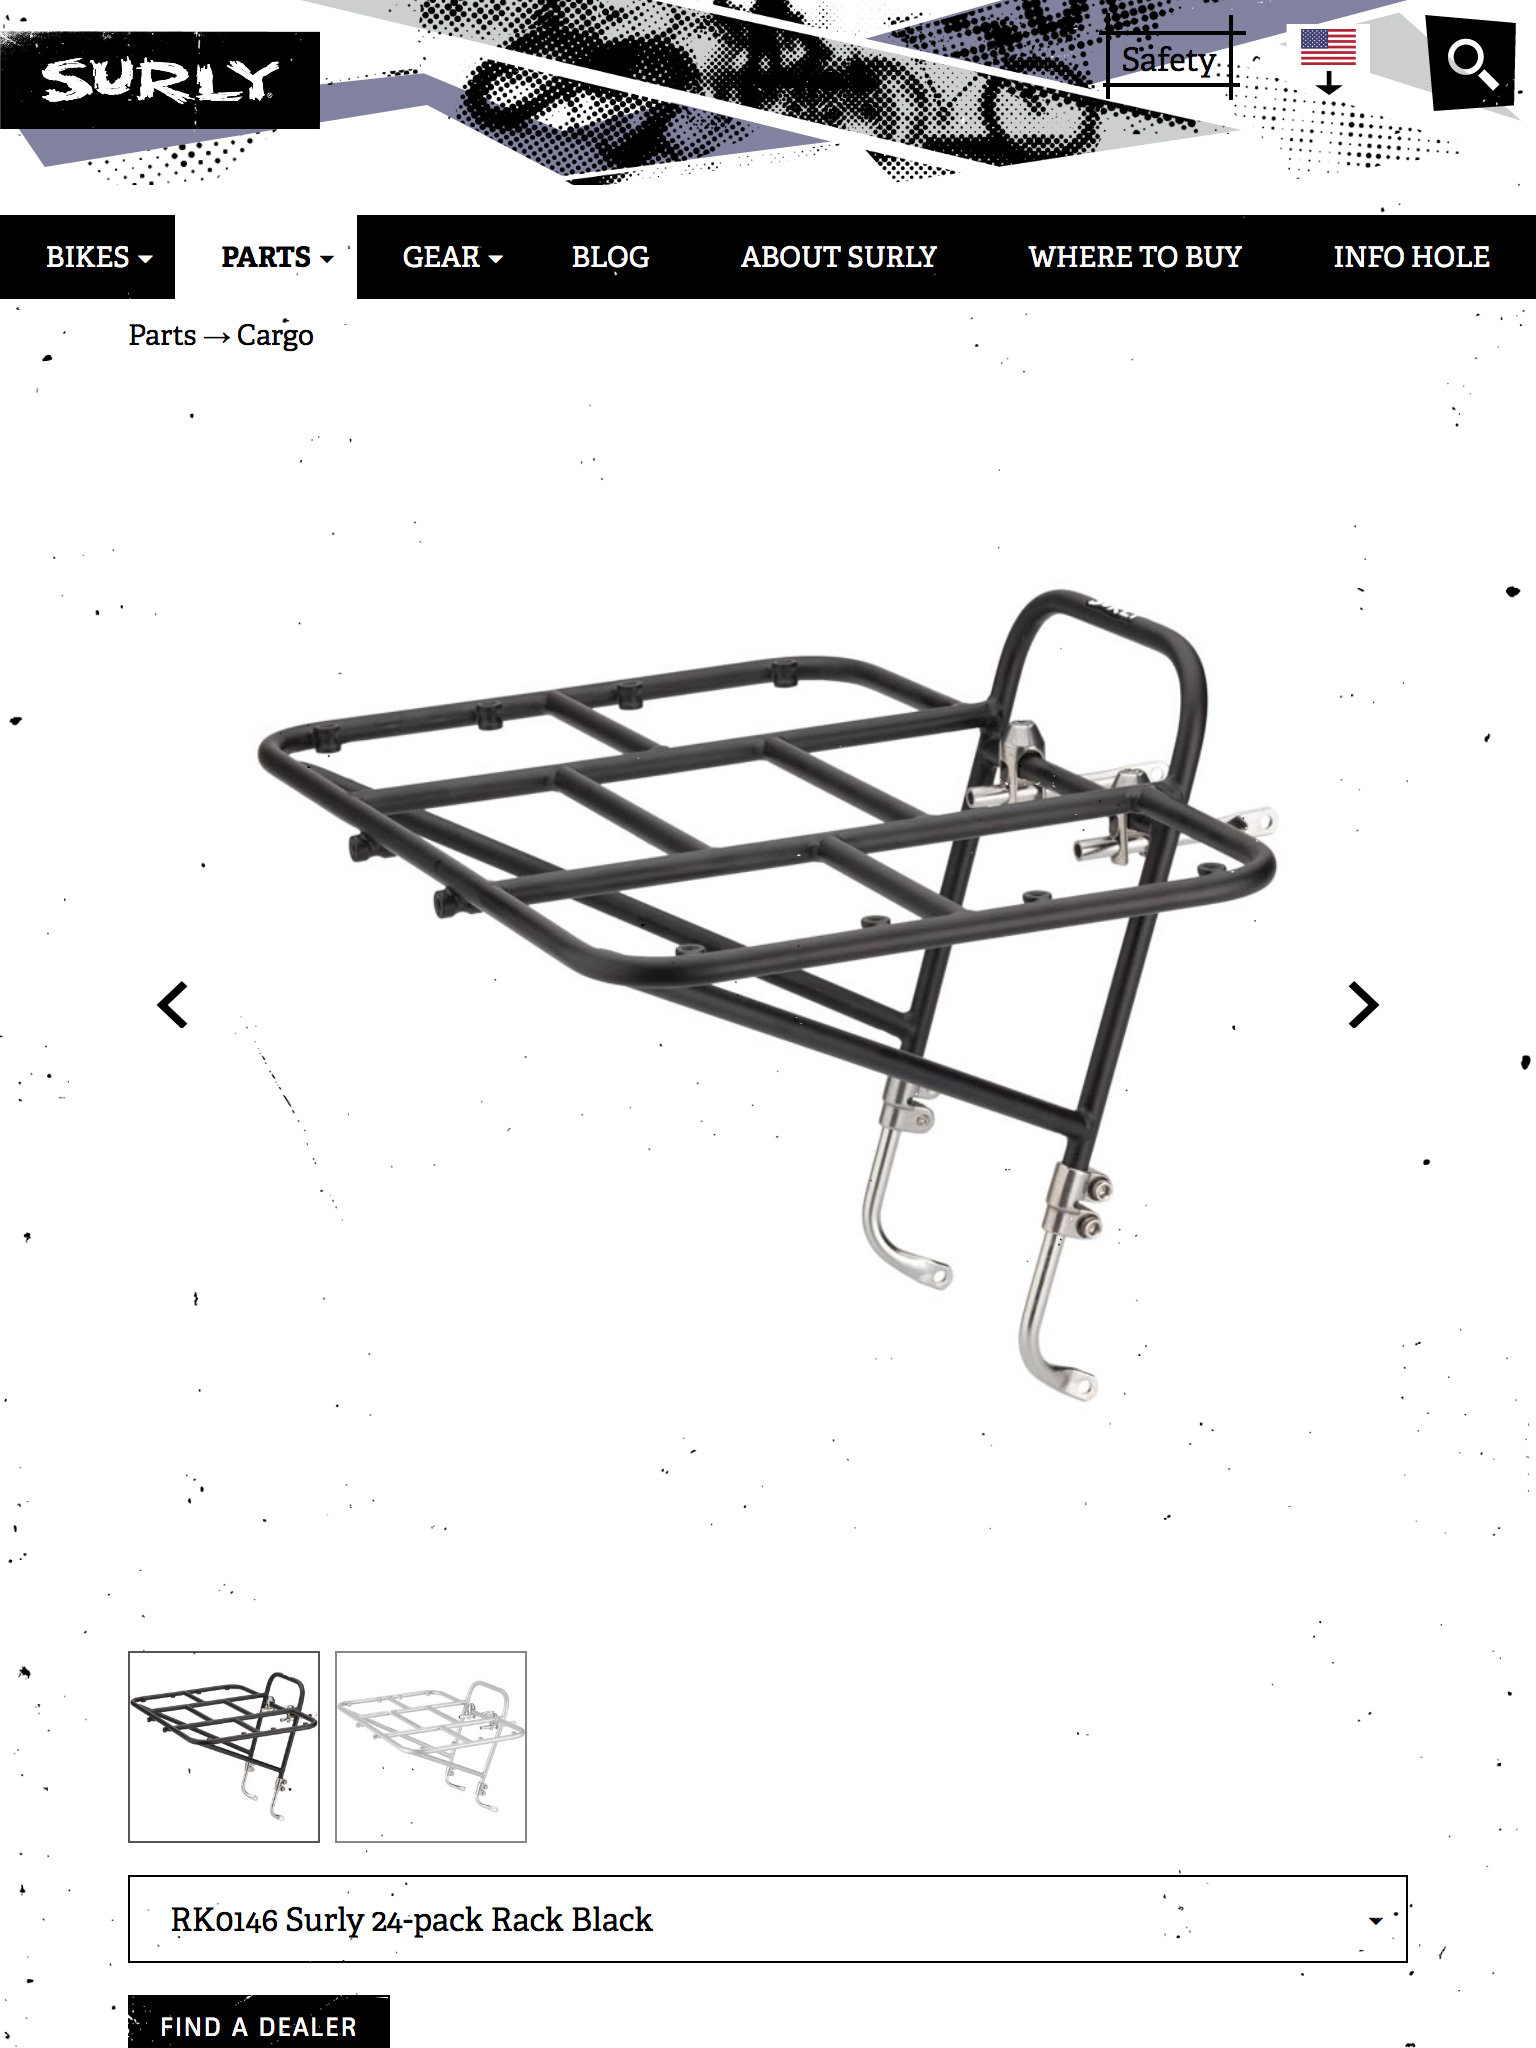 SURLY
Safety
BIKES PARTS GEAR BLOG ABOUT SURLY WHERE TO BUY INFO HOLE
Parts → Cargo
SURLY
RK0146 Surly 24-pack Rack Black
FIND A DEALER